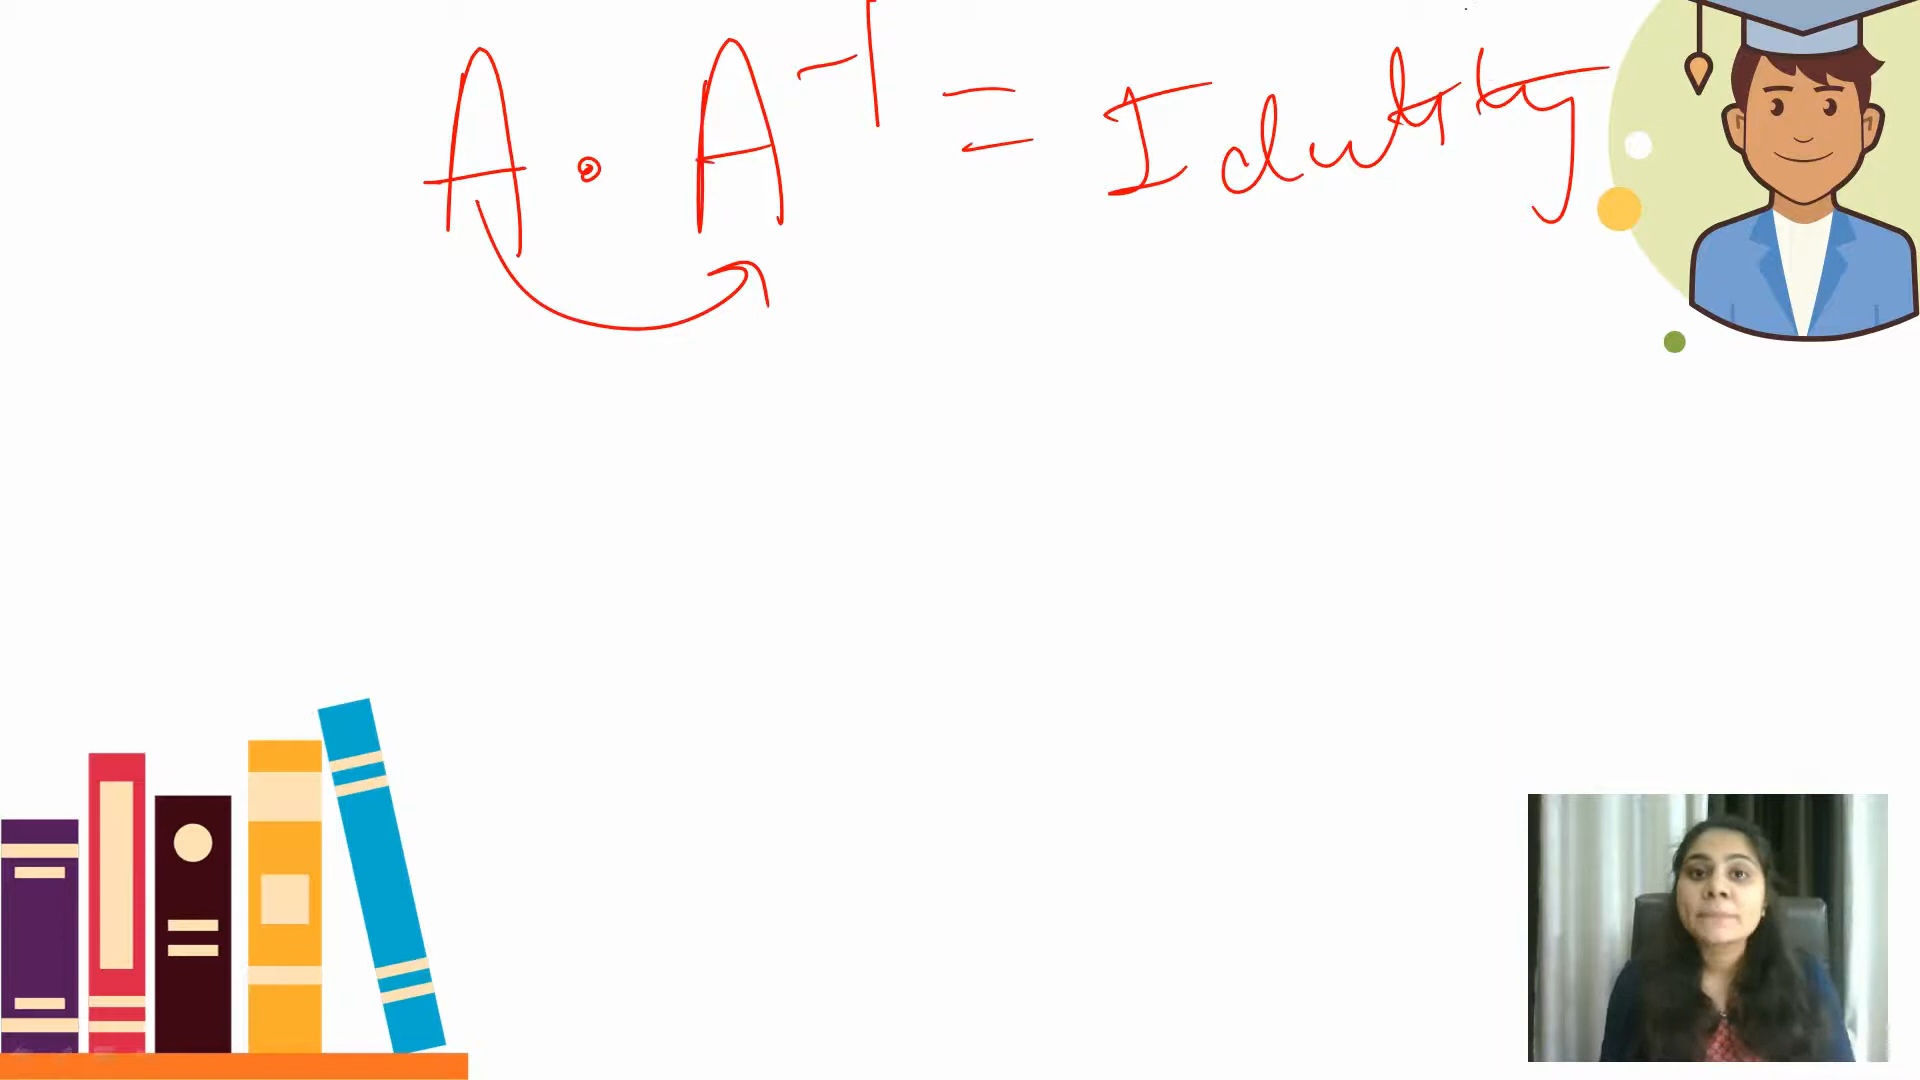 A · A⁻¹ = Identity